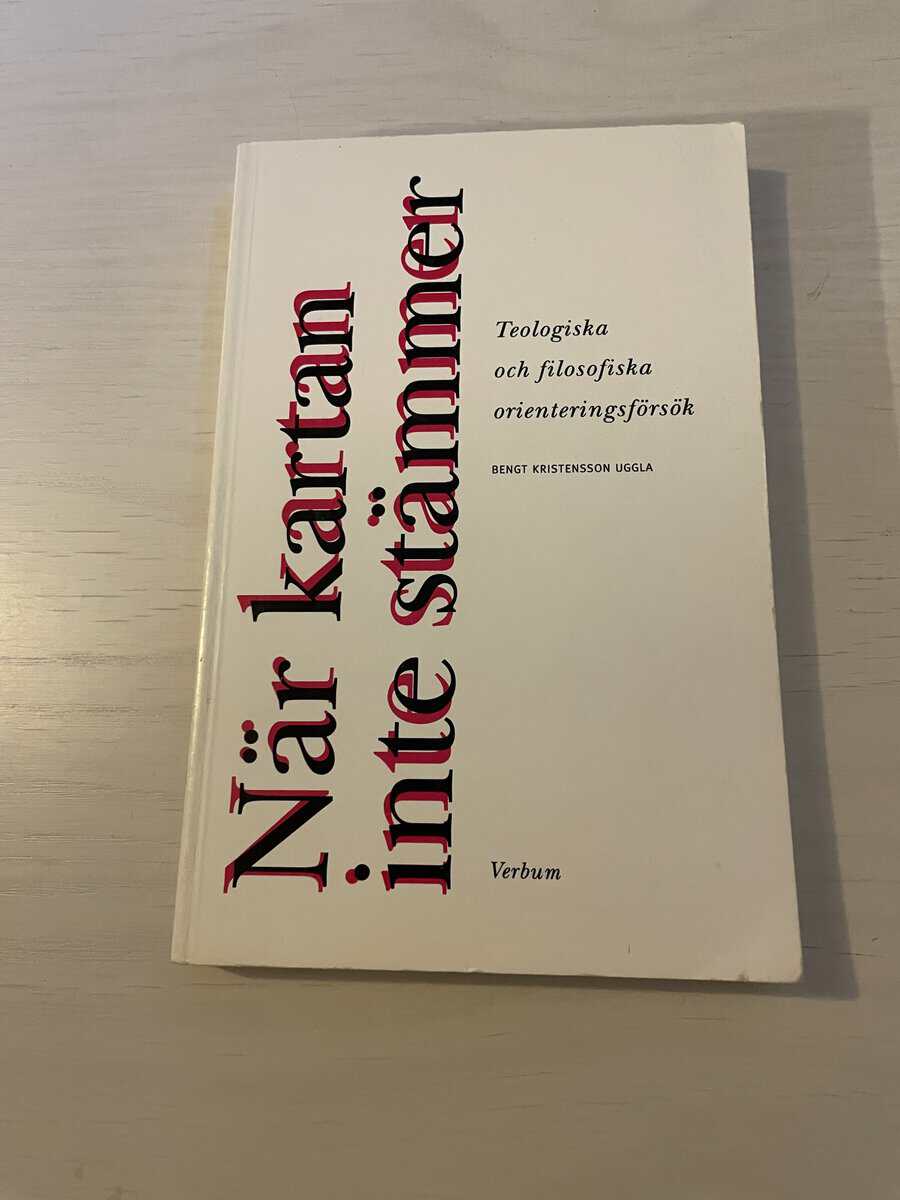 När kartan
inte stämmer
Teologiska
och filosofiska
orienteringsförsök
BENGT KRISTENSSON UGGLA
Verbum